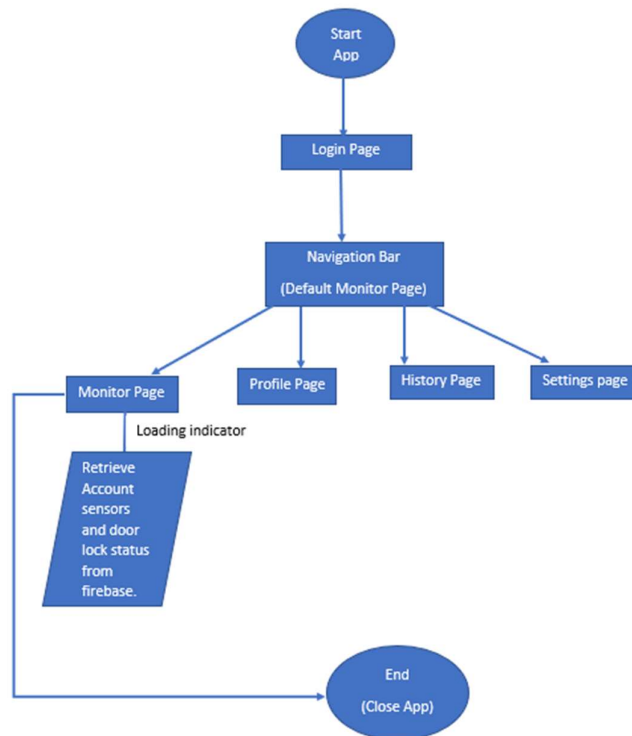 Start
App
Login Page
Navigation Bar
(Default Monitor Page)
Monitor Page
Profile Page
History Page
Settings page
Loading indicator
Retrieve
Account
sensors
and door
lock status
from
firebase.
End
(Close App)